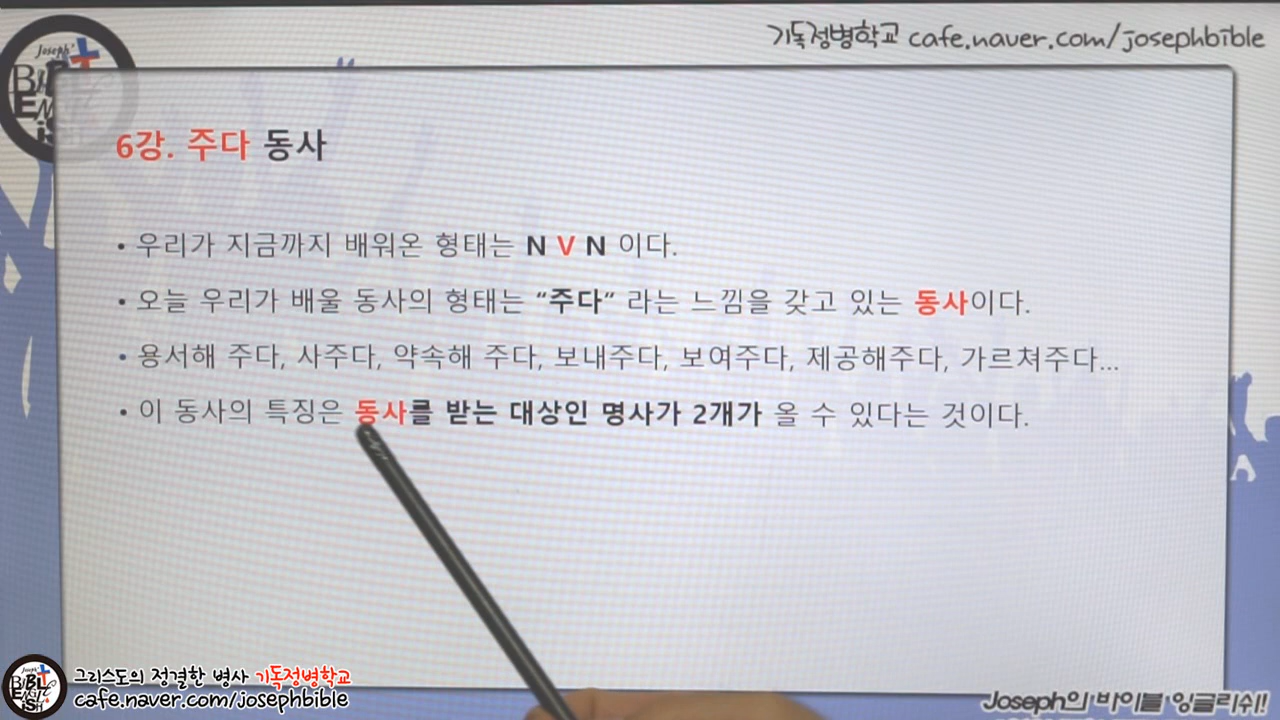 기독정병학교 cafe.naver.com/josephbible
Joseph'
6강. 주다 동사
• 우리가 지금까지 배워온 형태는 N V N 이다.
• 오늘 우리가 배울 동사의 형태는 “주다” 라는 느낌을 갖고 있는 동사이다.
• 용서해 주다, 사주다, 약속해 주다, 보내주다, 보여주다, 제공해주다, 가르쳐주다...
• 이 동사의 특징은 동사를 받는 대상인 명사가 2개가 올 수 있다는 것이다.
그리스도의 정결한 병사 기독정병학교
cafe.naver.com/josephbible
Joseph의 바이블 잉글리쉬!